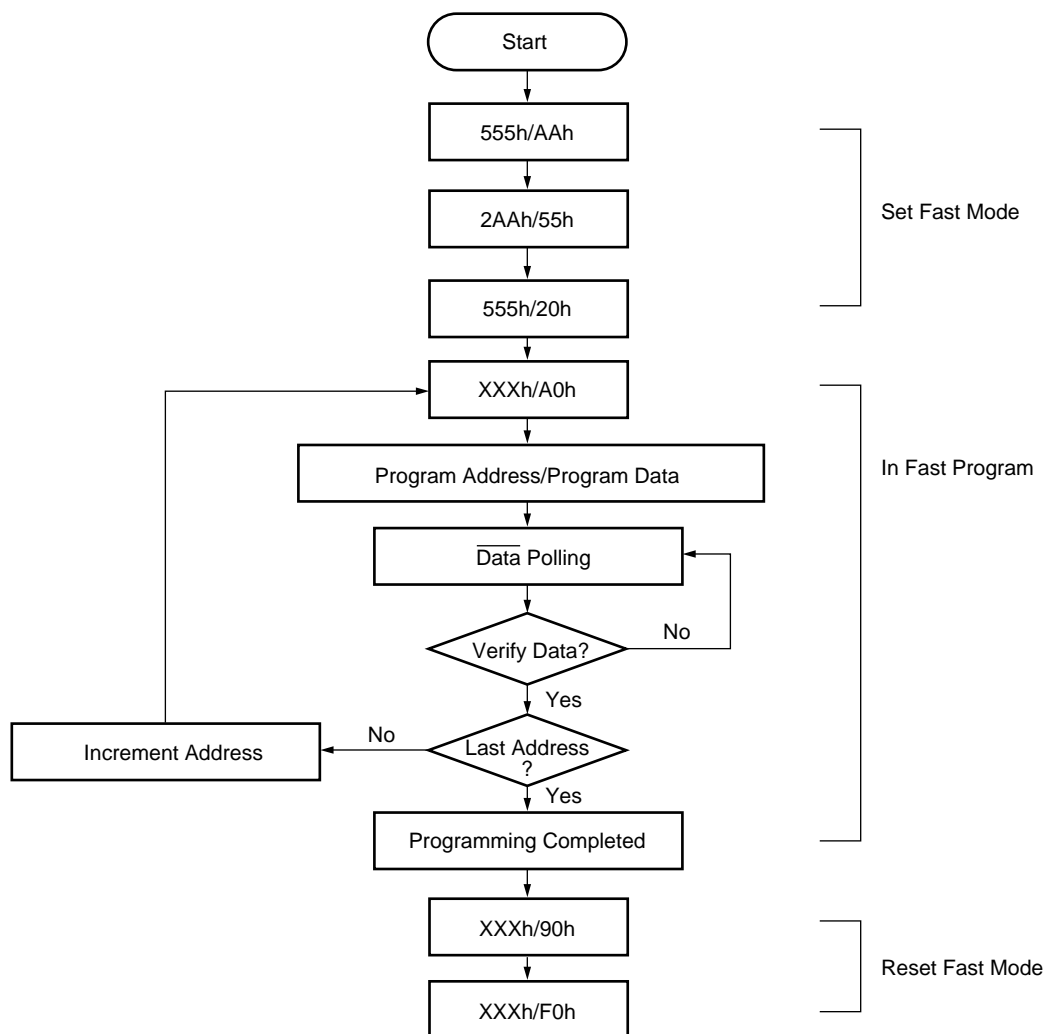 Start
555h/AAh
2AAh/55h
Set Fast Mode
555h/20h
XXXh/A0h
Program Address/Program Data
In Fast Program
Data Polling
Verify Data?
No
Yes
Increment Address
No
Last Address
?
Yes
Programming Completed
XXXh/90h
Reset Fast Mode
XXXh/F0h